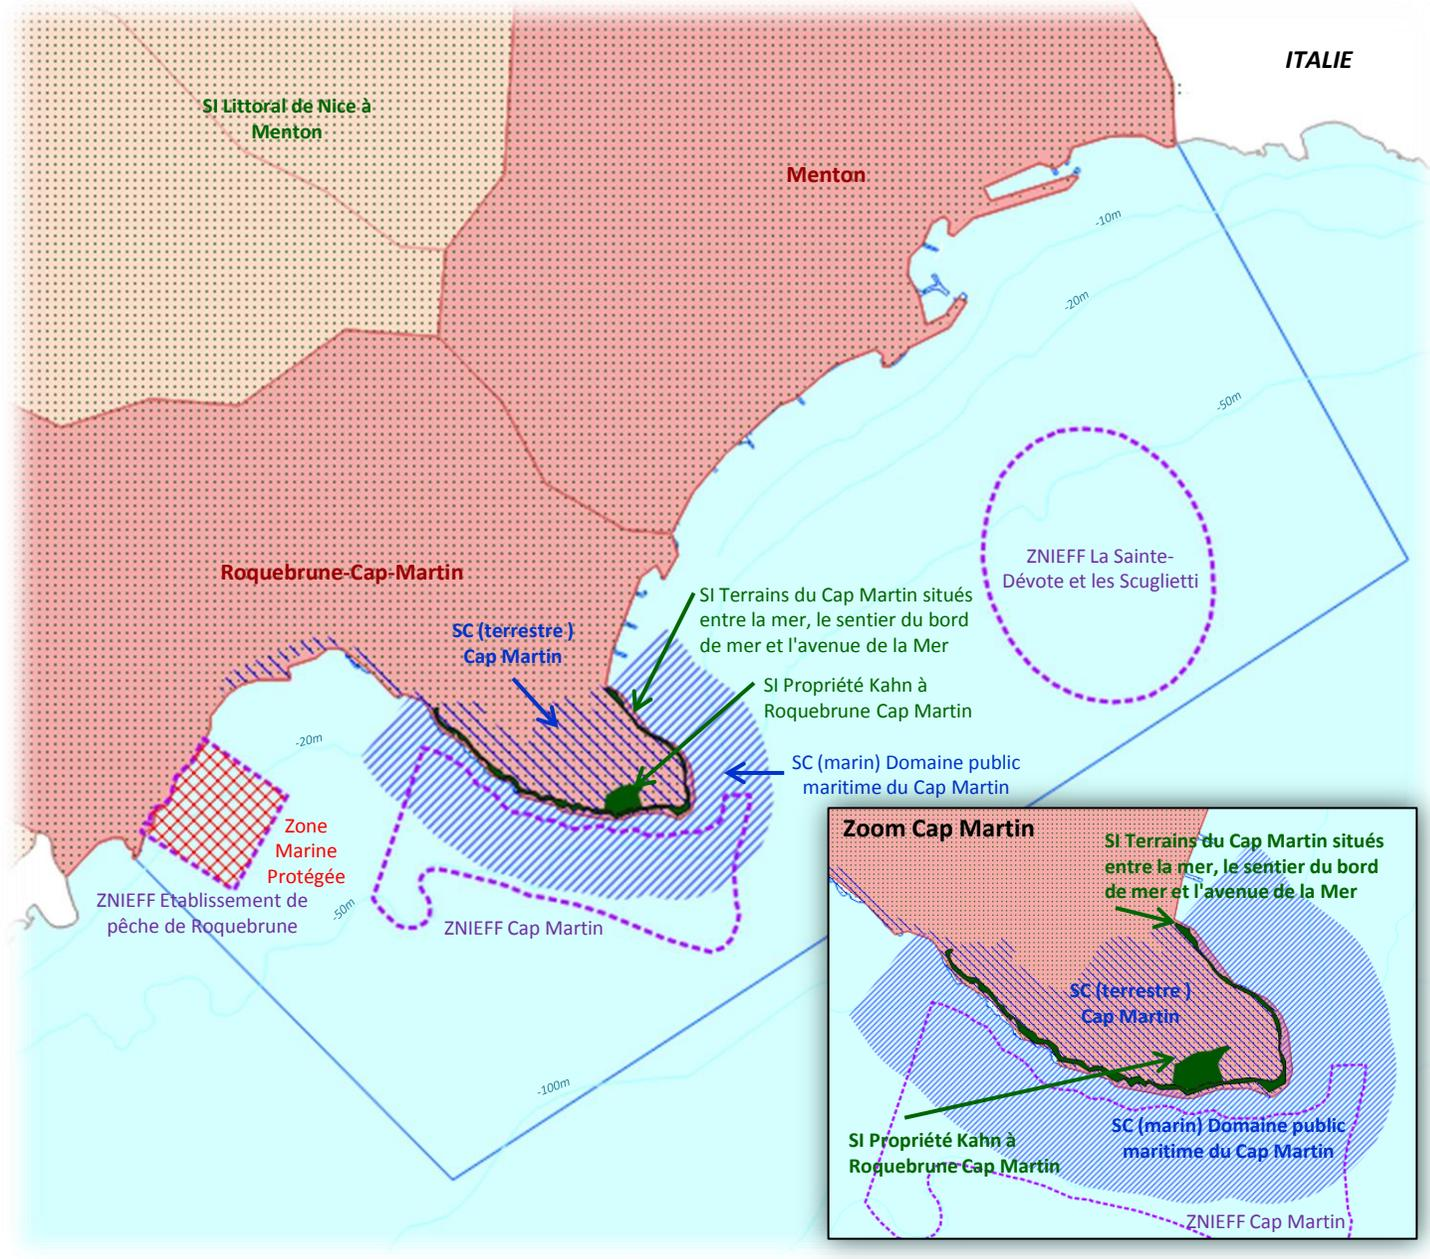 ITALIE
SI Littoral de Nice à
Menton
Menton
-10m
-20m
-50m
ZNIEFF La Sainte-
Dévote et les Scuglietti
Roquebrune-Cap-Martin
SI Terrains du Cap Martin situés
entre la mer, le sentier du bord
de mer et l'avenue de la Mer
SC (terrestre )
Cap Martin
SI Propriété Kahn à
Roquebrune Cap Martin
-20m
SC (marin) Domaine public
maritime du Cap Martin
Zone
Marine
Protégée
ZNIEFF Etablissement de
pêche de Roquebrune
-50m
ZNIEFF Cap Martin
-100m
Zoom Cap Martin
SI Terrains du Cap Martin situés
entre la mer, le sentier du bord
de mer et l'avenue de la Mer
SC (terrestre )
Cap Martin
SI Propriété Kahn à
Roquebrune Cap Martin
SC (marin) Domaine public
maritime du Cap Martin
ZNIEFF Cap Martin